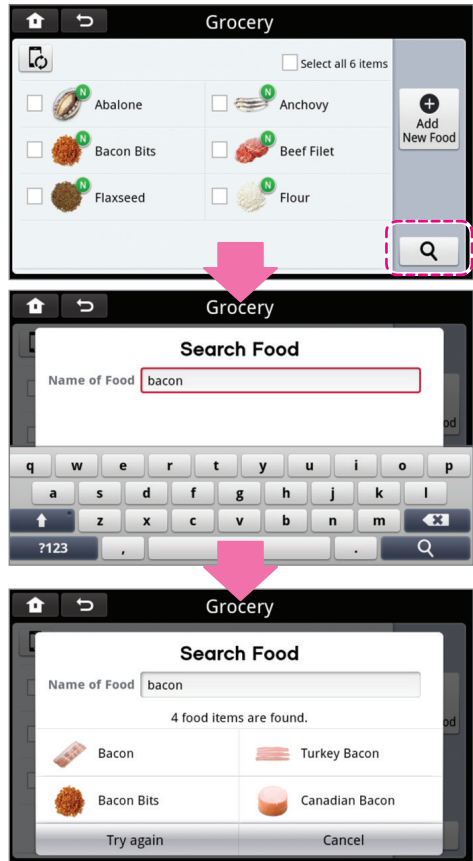 Grocery
Select all 6 items
N Abalone
N Anchovy
Add
New Food
N Bacon Bits
N Beef Filet
N Flaxseed
N Flour
Grocery
Search Food
Name of Food bacon
od
q w e r t y u i o p
a s d f g h j k l
z x c v b n m
?123 , .
Grocery
Search Food
Name of Food bacon
4 food items are found.
od
Bacon Turkey Bacon
Bacon Bits Canadian Bacon
Try again Cancel